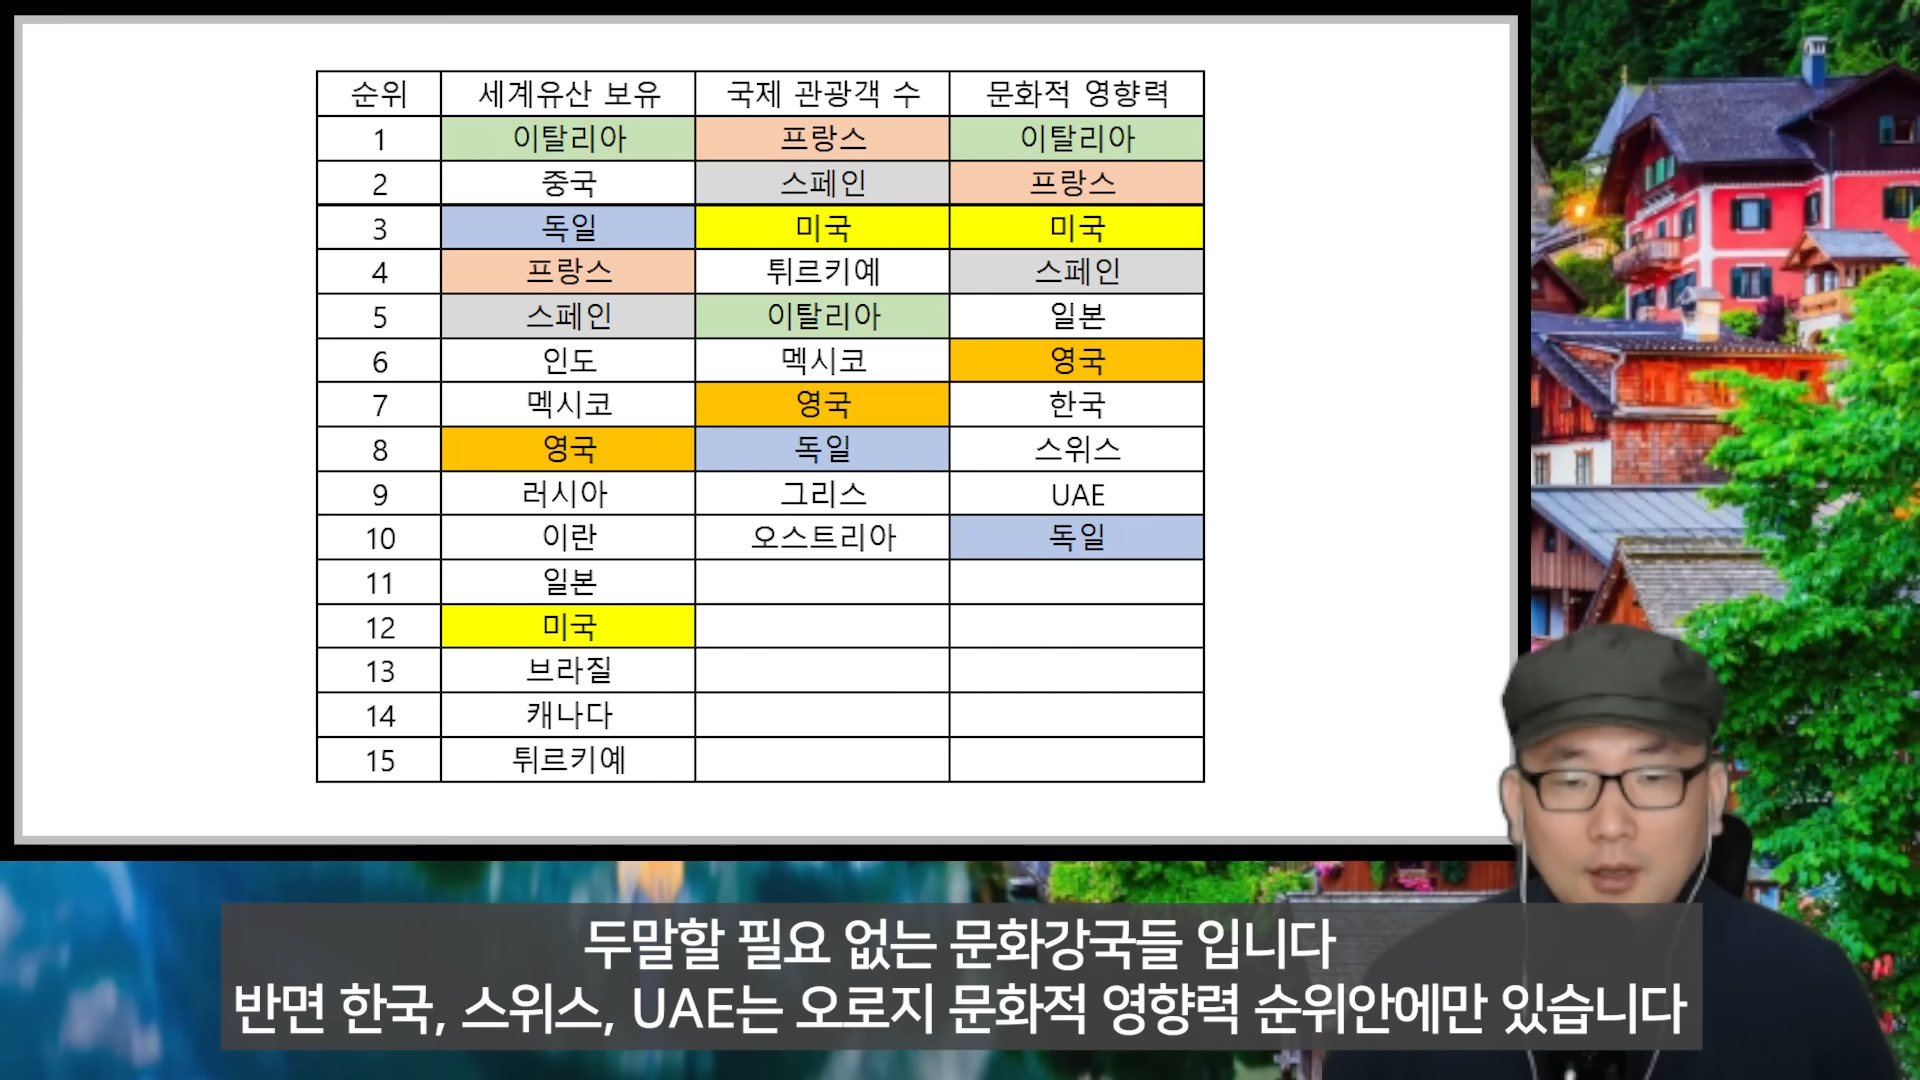 순위 세계유산 보유 국제 관광객 수 문화적 영향력
1 이탈리아 프랑스 이탈리아
2 중국 스페인 프랑스
3 독일 미국 미국
4 프랑스 튀르키예 스페인
5 스페인 이탈리아 일본
6 인도 멕시코 영국
7 멕시코 영국 한국
8 영국 독일 스위스
9 러시아 그리스 UAE
10 이란 오스트리아 독일
11 일본
12 미국
13 브라질
14 캐나다
15 튀르키예
두말할 필요 없는 문화강국들 입니다
반면 한국, 스위스, UAE는 오로지 문화적 영향력 순위안에만 있습니다